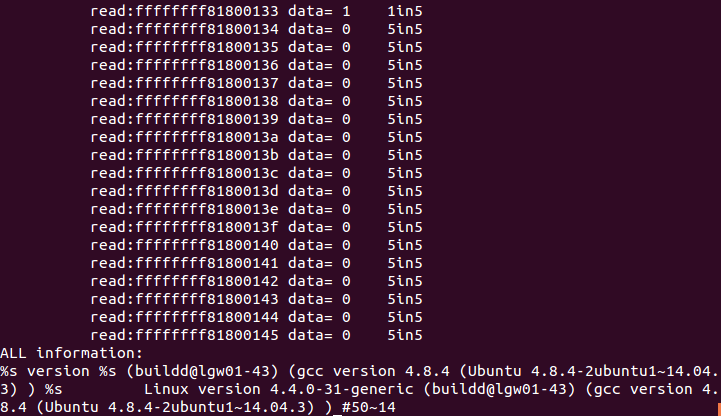 read:ffffffff81800133 data= 1    1in5
read:ffffffff81800134 data= 0    5in5
read:ffffffff81800135 data= 0    5in5
read:ffffffff81800136 data= 0    5in5
read:ffffffff81800137 data= 0    5in5
read:ffffffff81800138 data= 0    5in5
read:ffffffff81800139 data= 0    5in5
read:ffffffff8180013a data= 0    5in5
read:ffffffff8180013b data= 0    5in5
read:ffffffff8180013c data= 0    5in5
read:ffffffff8180013d data= 0    5in5
read:ffffffff8180013e data= 0    5in5
read:ffffffff8180013f data= 0    5in5
read:ffffffff81800140 data= 0    5in5
read:ffffffff81800141 data= 0    5in5
read:ffffffff81800142 data= 0    5in5
read:ffffffff81800143 data= 0    5in5
read:ffffffff81800144 data= 0    5in5
read:ffffffff81800145 data= 0    5in5
ALL information:
%s version %s (buildd@lgw01-43) (gcc version 4.8.4 (Ubuntu 4.8.4-2ubuntu1~14.04.
3) ) %s         Linux version 4.4.0-31-generic (buildd@lgw01-43) (gcc version 4.
8.4 (Ubuntu 4.8.4-2ubuntu1~14.04.3) )_#50~14